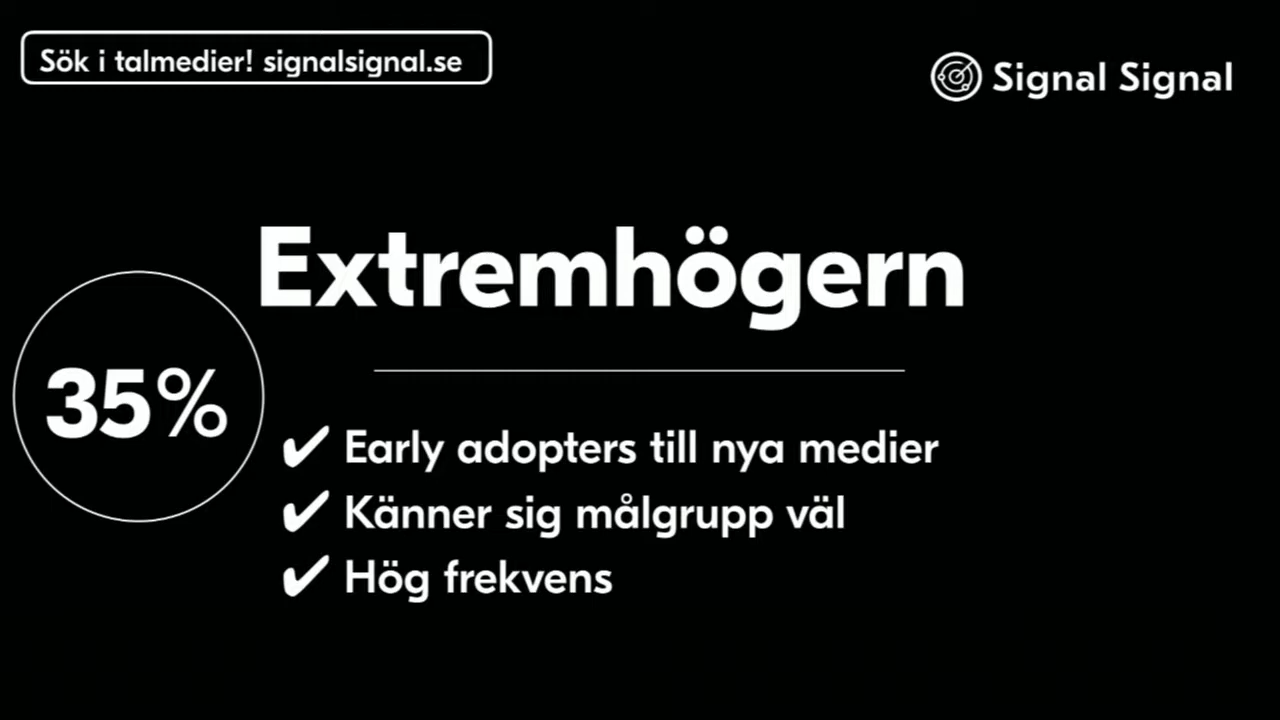 Sök i talmedier! signalsignal.se
Signal Signal
Extremhögern
35%
✔ Early adopters till nya medier
✔ Känner sig målgrupp väl
✔ Hög frekvens